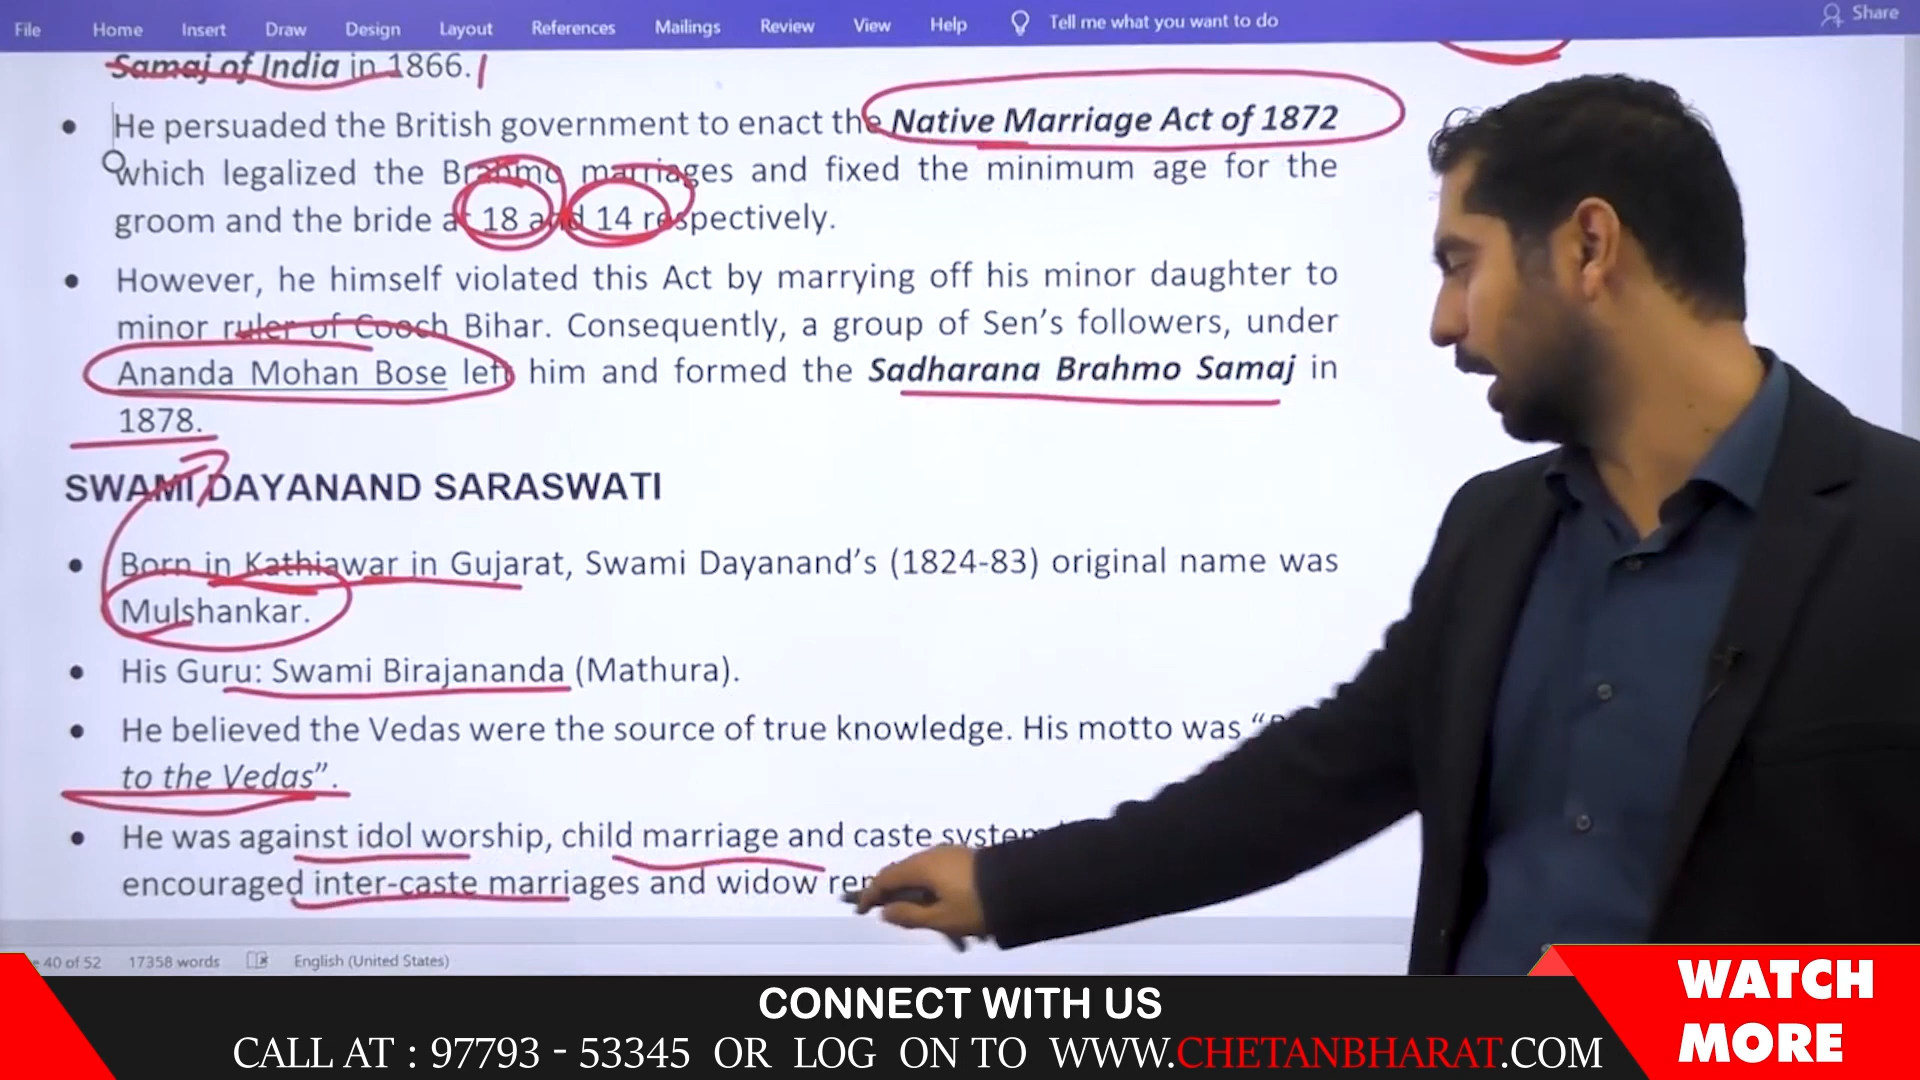 File Home Insert Draw Design Layout References Mailings Review View Help Tell me what you want to do Share
Samaj of India in 1866.
• He persuaded the British government to enact the Native Marriage Act of 1872
which legalized the Brahmo marriages and fixed the minimum age for the
groom and the bride at 18 and 14 respectively.
• However, he himself violated this Act by marrying off his minor daughter to
minor ruler of Cooch Bihar. Consequently, a group of Sen's followers, under
Ananda Mohan Bose left him and formed the Sadharana Brahmo Samaj in
1878.
SWAMI DAYANAND SARASWATI
• Born in Kathiawar in Gujarat, Swami Dayanand's (1824-83) original name was
Mulshankar.
• His Guru: Swami Birajananda (Mathura).
• He believed the Vedas were the source of true knowledge. His motto was "
to the Vedas".
• He was against idol worship, child marriage and caste system
encouraged inter-caste marriages and widow
40 of 52 17358 words English (United States)
CONNECT WITH US
CALL AT : 97793 - 53345 OR LOG ON TO WWW.CHETANBHARAT.COM
WATCH
MORE